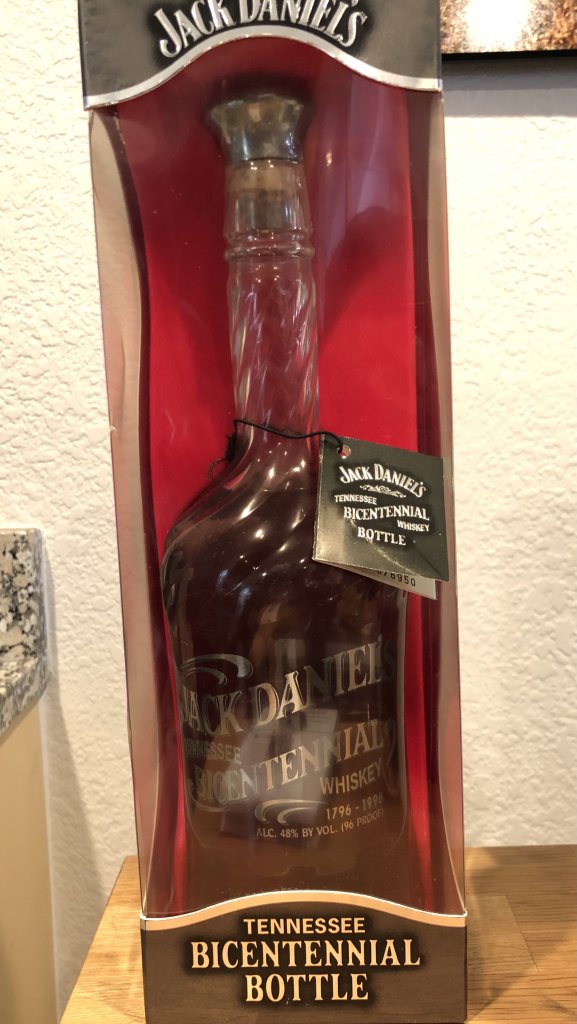 JACK DANIEL'S
JACK DANIEL'S
TENNESSEE
BICENTENNIAL
WHISKEY
BOTTLE
76950
JACK DANIEL'S
TENNESSEE
BICENTENNIAL
WHISKEY
1796 - 1996
ALC. 48% BY VOL. (96 PROOF)
TENNESSEE
BICENTENNIAL
BOTTLE